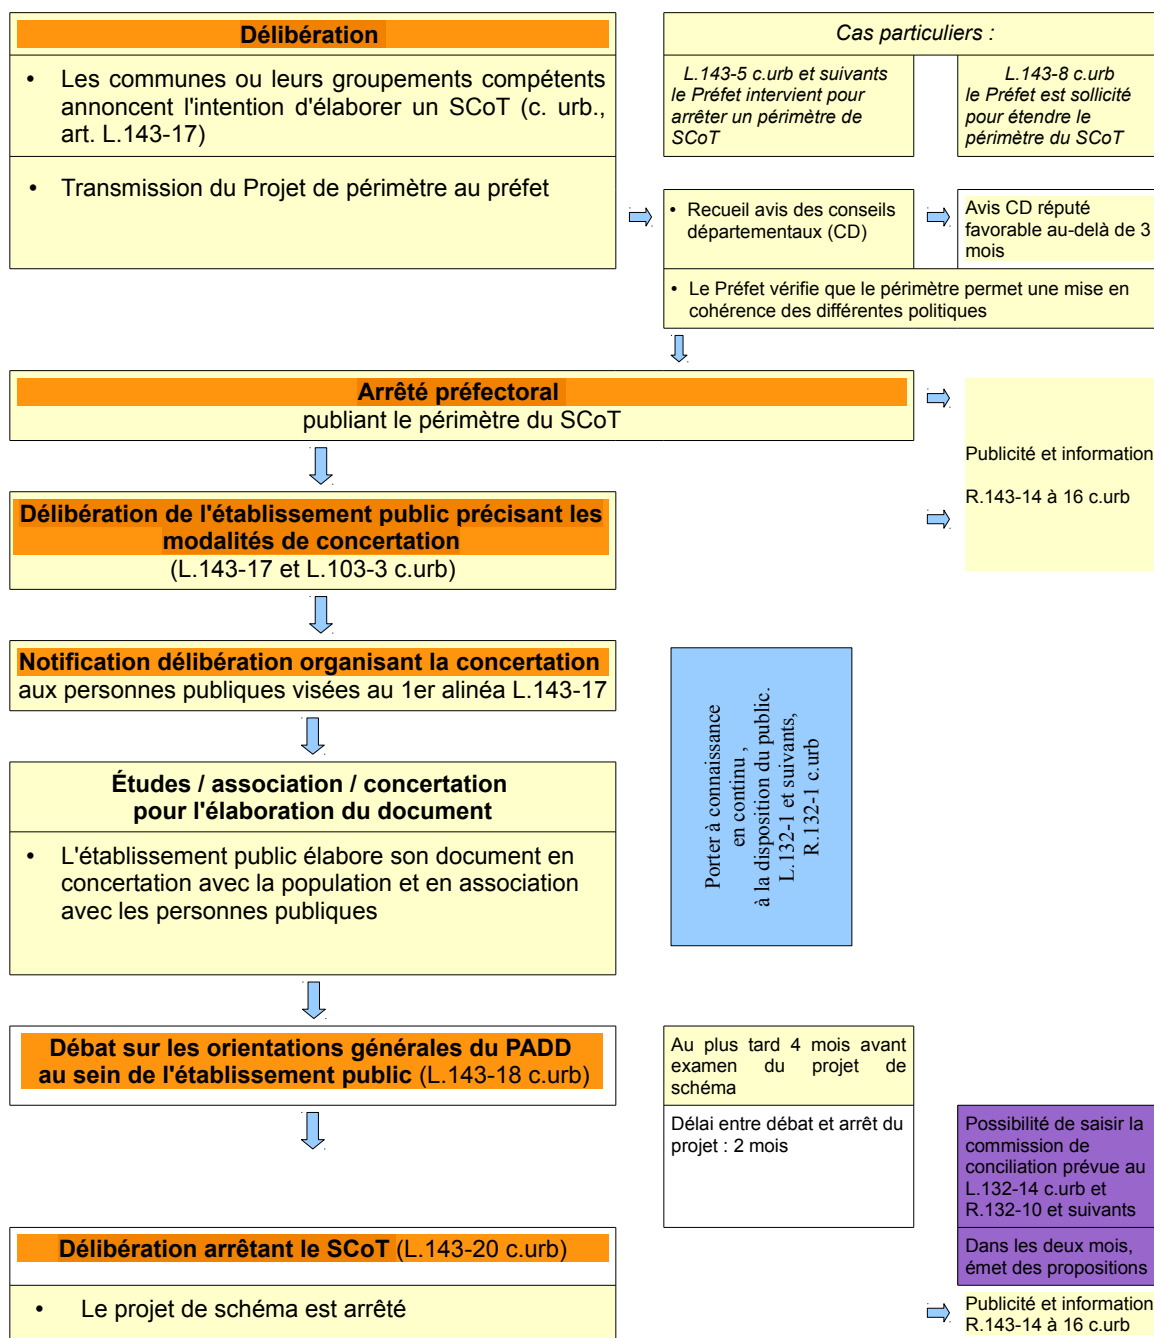 Délibération
• Les communes ou leurs groupements compétents
annoncent l'intention d'élaborer un SCoT (c. urb.,
art. L.143-17)
• Transmission du Projet de périmètre au préfet
Cas particuliers :
L.143-5 c.urb et suivants
le Préfet intervient pour
arrêter un périmètre de
SCoT
L.143-8 c.urb
le Préfet est sollicité
pour étendre le
périmètre du SCoT
• Recueil avis des conseils
départementaux (CD)
Avis CD réputé
favorable au-delà de 3
mois
• Le Préfet vérifie que le périmètre permet une mise en
cohérence des différentes politiques
Arrêté préfectoral
publiant le périmètre du SCoT
Publicité et information
R.143-14 à 16 c.urb
Délibération de l'établissement public précisant les
modalités de concertation
(L.143-17 et L.103-3 c.urb)
Notification délibération organisant la concertation
aux personnes publiques visées au 1er alinéa L.143-17
Porter à connaissance
en continu ,
à la disposition du public.
L.132-1 et suivants,
R.132-1 c.urb
Études / association / concertation
pour l'élaboration du document
• L'établissement public élabore son document en
concertation avec la population et en association
avec les personnes publiques
Débat sur les orientations générales du PADD
au sein de l'établissement public (L.143-18 c.urb)
Au plus tard 4 mois avant
examen du projet de
schéma
Délai entre débat et arrêt du
projet : 2 mois
Possibilité de saisir la
commission de
conciliation prévue au
L.132-14 c.urb et
R.132-10 et suivants
Dans les deux mois,
émet des propositions
Délibération arrêtant le SCoT (L.143-20 c.urb)
• Le projet de schéma est arrêté
Publicité et information
R.143-14 à 16 c.urb